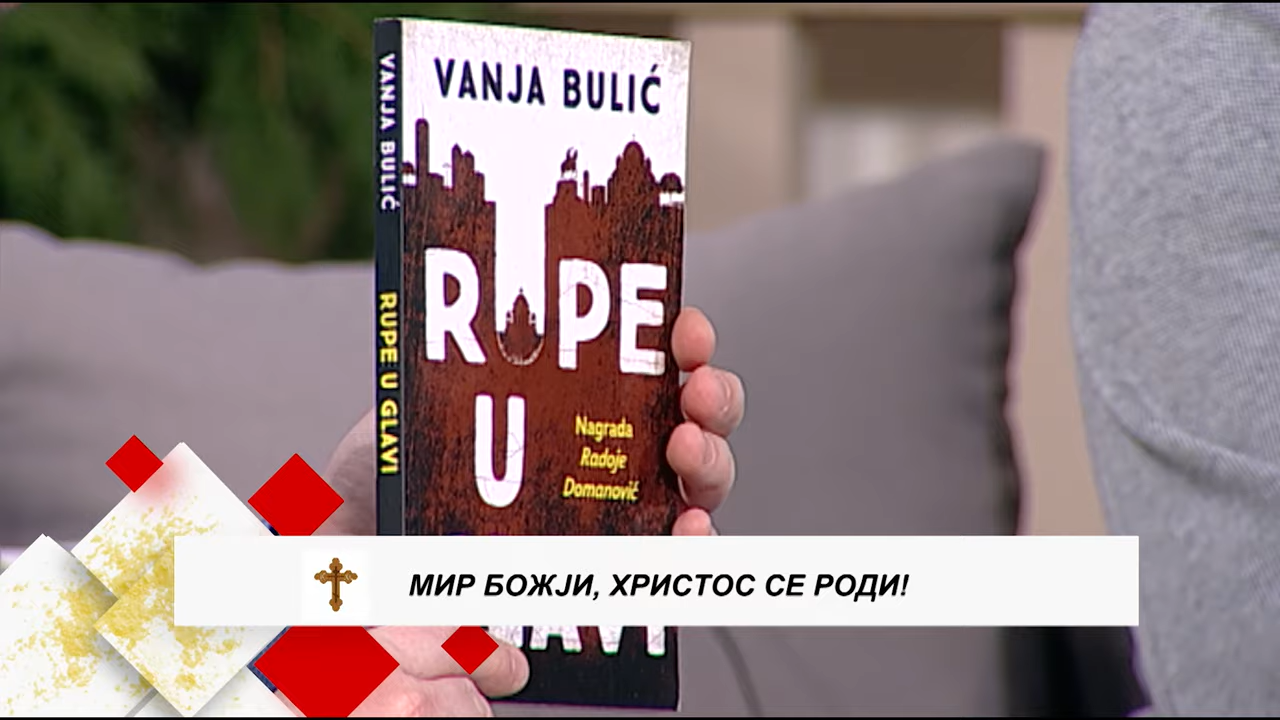 VANJA BULIĆ
RUPE U GLAVI
VANJA BULIĆ
RUPE
U
Nagrada
Radoje
Domanović
МИР БОЖЈИ, ХРИСТОС СЕ РОДИ!